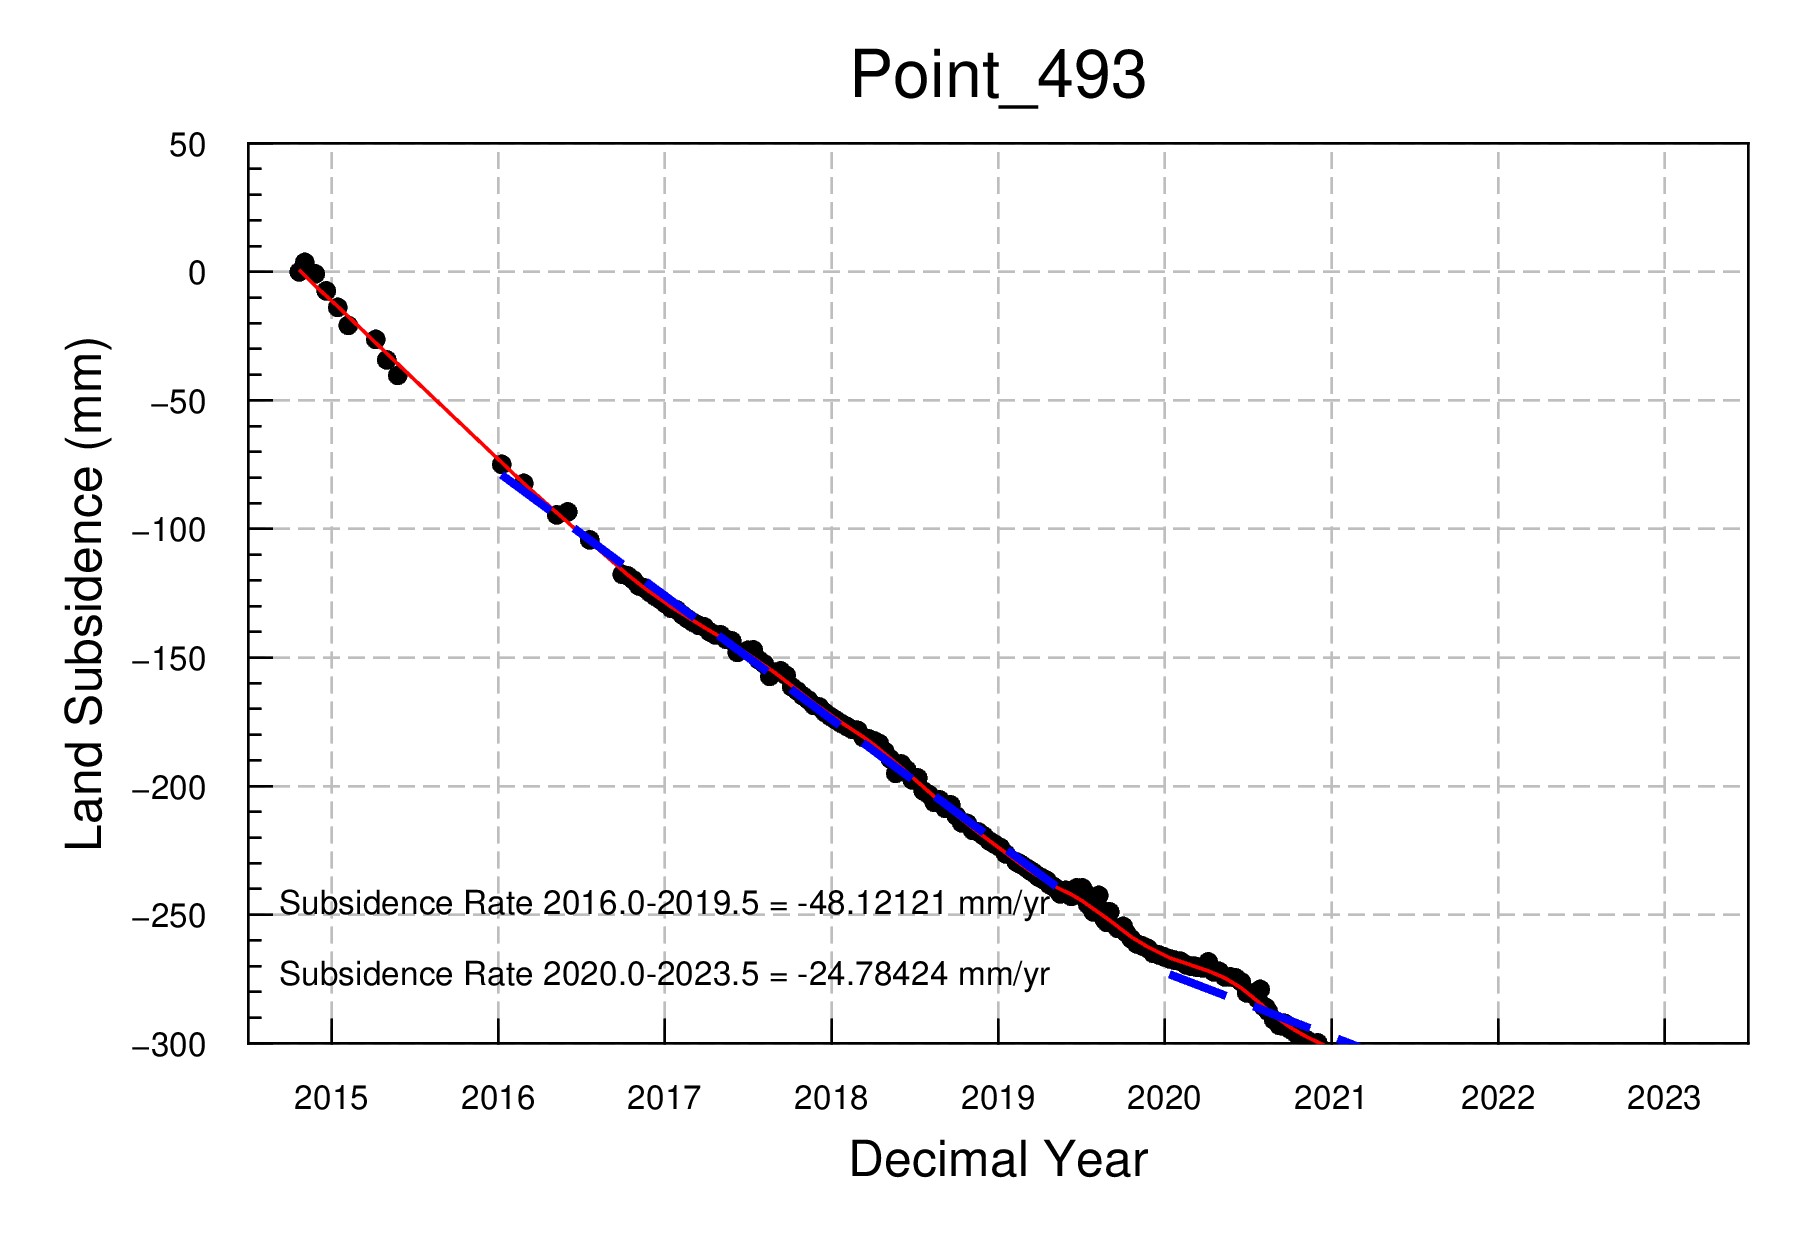 Point_493
50
0
−50
−100
−150
−200
−250
−300
Land Subsidence (mm)
Subsidence Rate 2016.0-2019.5 = -48.12121 mm/yr
Subsidence Rate 2020.0-2023.5 = -24.78424 mm/yr
2015 2016 2017 2018 2019 2020 2021 2022 2023
Decimal Year